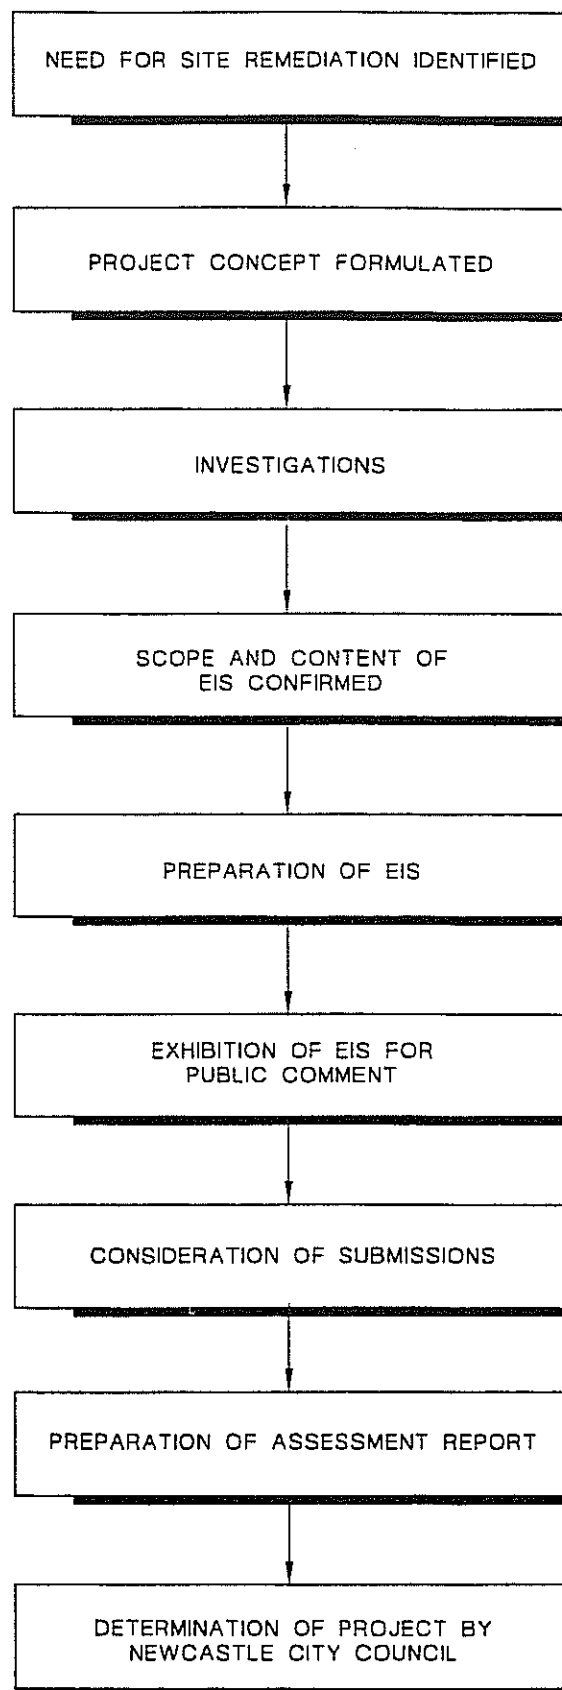 NEED FOR SITE REMEDIATION IDENTIFIED
PROJECT CONCEPT FORMULATED
INVESTIGATIONS
SCOPE AND CONTENT OF
EIS CONFIRMED
PREPARATION OF EIS
EXHIBITION OF EIS FOR
PUBLIC COMMENT
CONSIDERATION OF SUBMISSIONS
PREPARATION OF ASSESSMENT REPORT
DETERMINATION OF PROJECT BY
NEWCASTLE CITY COUNCIL